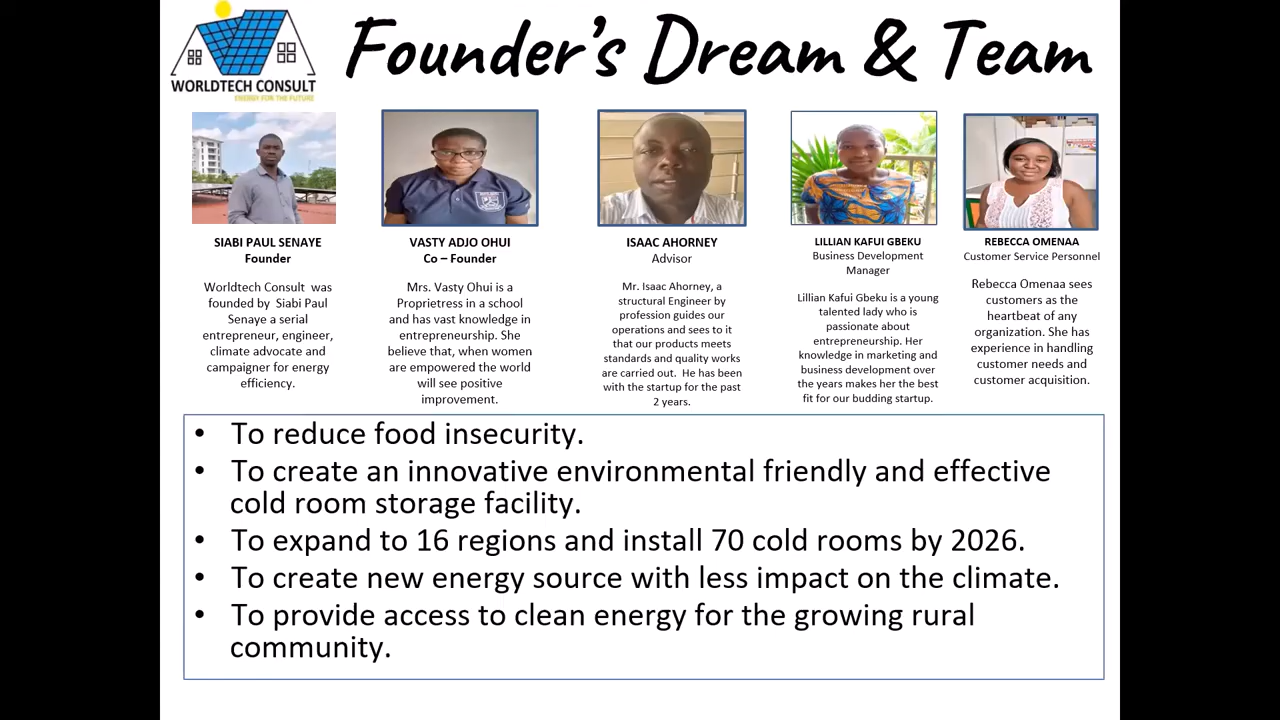 Founder's Dream & Team
WORLDTECH CONSULT
ENERGY FOR THE FUTURE
SIABI PAUL SENAYE
Founder
Worldtech Consult was
founded by Siabi Paul
Senaye a serial
entrepreneur, engineer,
climate advocate and
campaigner for energy
efficiency.
VASTY ADJO OHUI
Co – Founder
Mrs. Vasty Ohui is a
Proprietress in a school
and has vast knowledge in
entrepreneurship. She
believe that, when women
are empowered the world
will see positive
improvement.
ISAAC AHORNEY
Advisor
Mr. Isaac Ahorney, a
structural Engineer by
profession guides our
operations and sees to it
that our products meets
standards and quality works
are carried out. He has been
with the startup for the past
2 years.
LILLIAN KAFUI GBEKU
Business Development
Manager
Lillian Kafui Gbeku is a young
talented lady who is
passionate about
entrepreneurship. Her
knowledge in marketing and
business development over
the years makes her the best
fit for our budding startup.
REBECCA OMENAA
Customer Service Personnel
Rebecca Omenaa sees
customers as the
heartbeat of any
organization. She has
experience in handling
customer needs and
customer acquisition.
• To reduce food insecurity.
• To create an innovative environmental friendly and effective
cold room storage facility.
• To expand to 16 regions and install 70 cold rooms by 2026.
• To create new energy source with less impact on the climate.
• To provide access to clean energy for the growing rural
community.